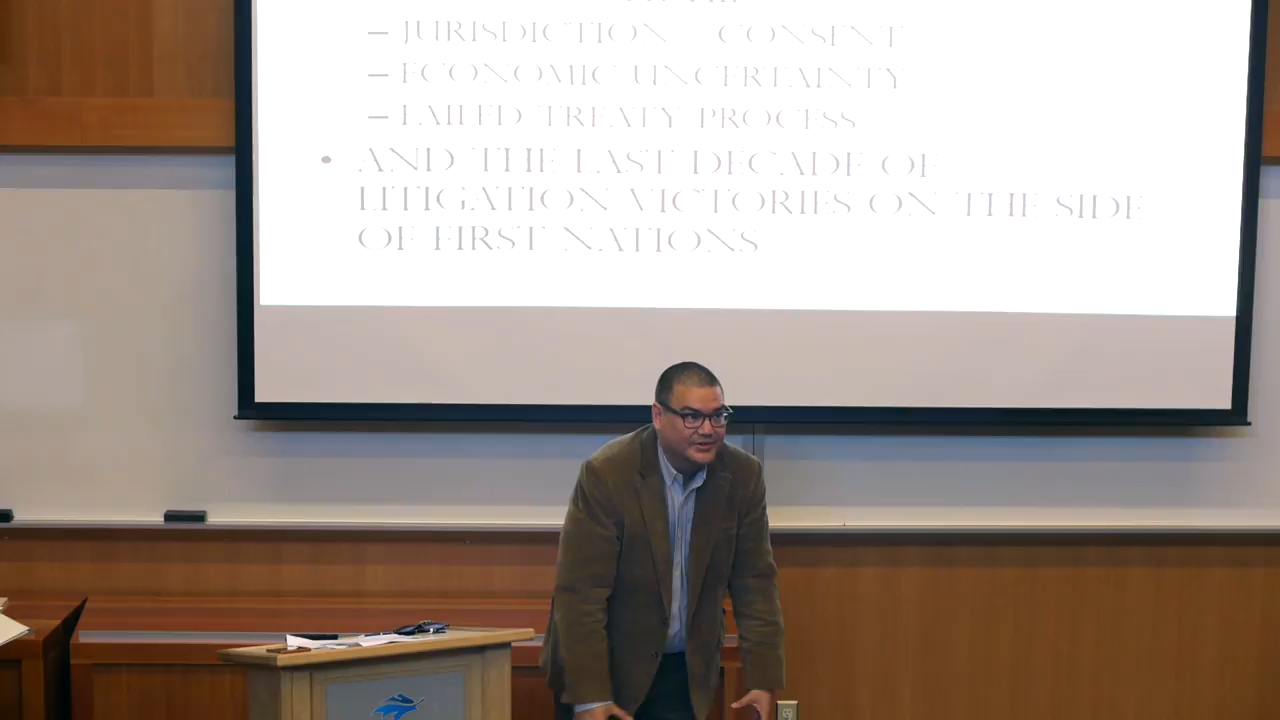 – JURISDICTION CONSENT
– ECONOMIC UNCERTAINTY
– FAILED TREATY PROCESS
• AND THE LAST DECADE OF
LITIGATION VICTORIES ON THE SIDE
OF FIRST NATIONS